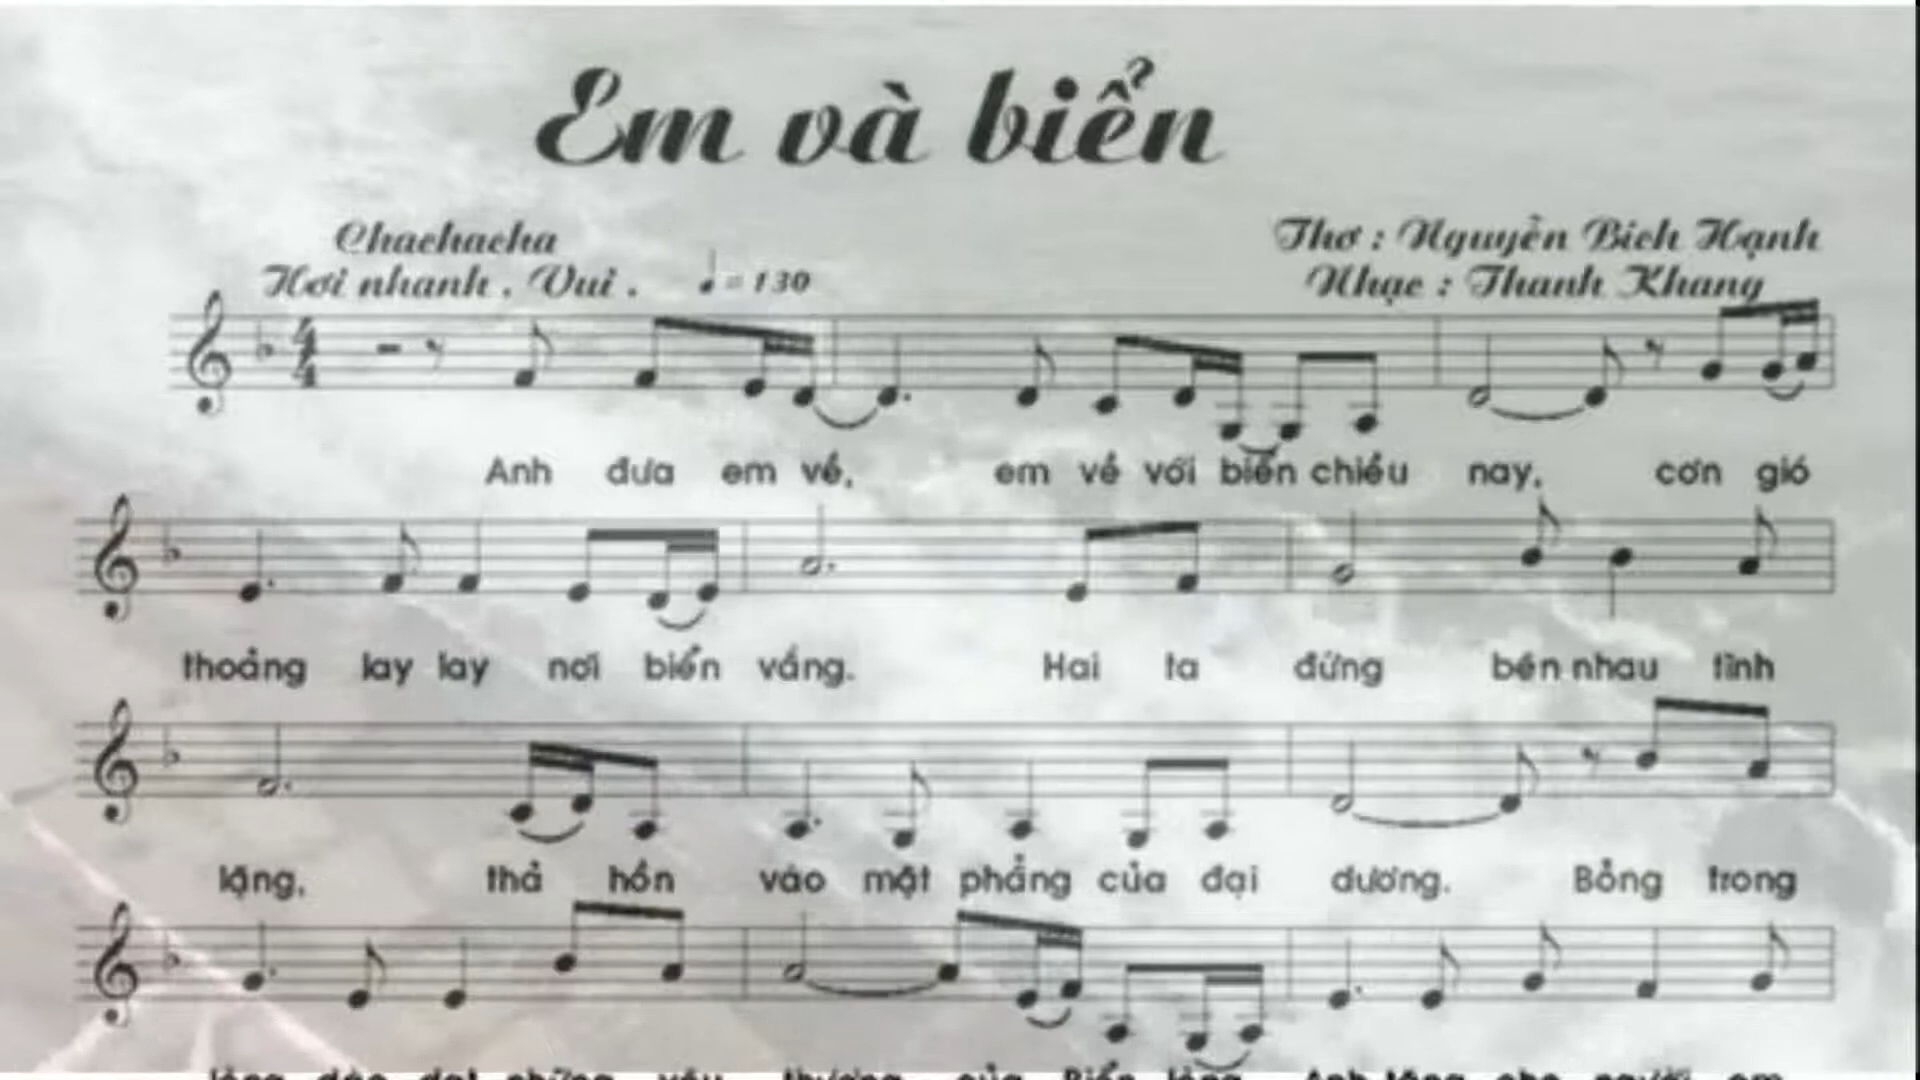 Em và biển
Chachacha
Thơ : Nguyễn Bích Hạnh
Hơi nhanh . Vui . = 130
Nhạc : Thanh Khang
Anh đưa em về, em về với biển chiều nay, cơn gió
thoảng lay lay nơi biển vắng. Hai ta đứng bên nhau tĩnh
lặng, thả hồn vào mặt phẳng của đại dương. Bỗng trong